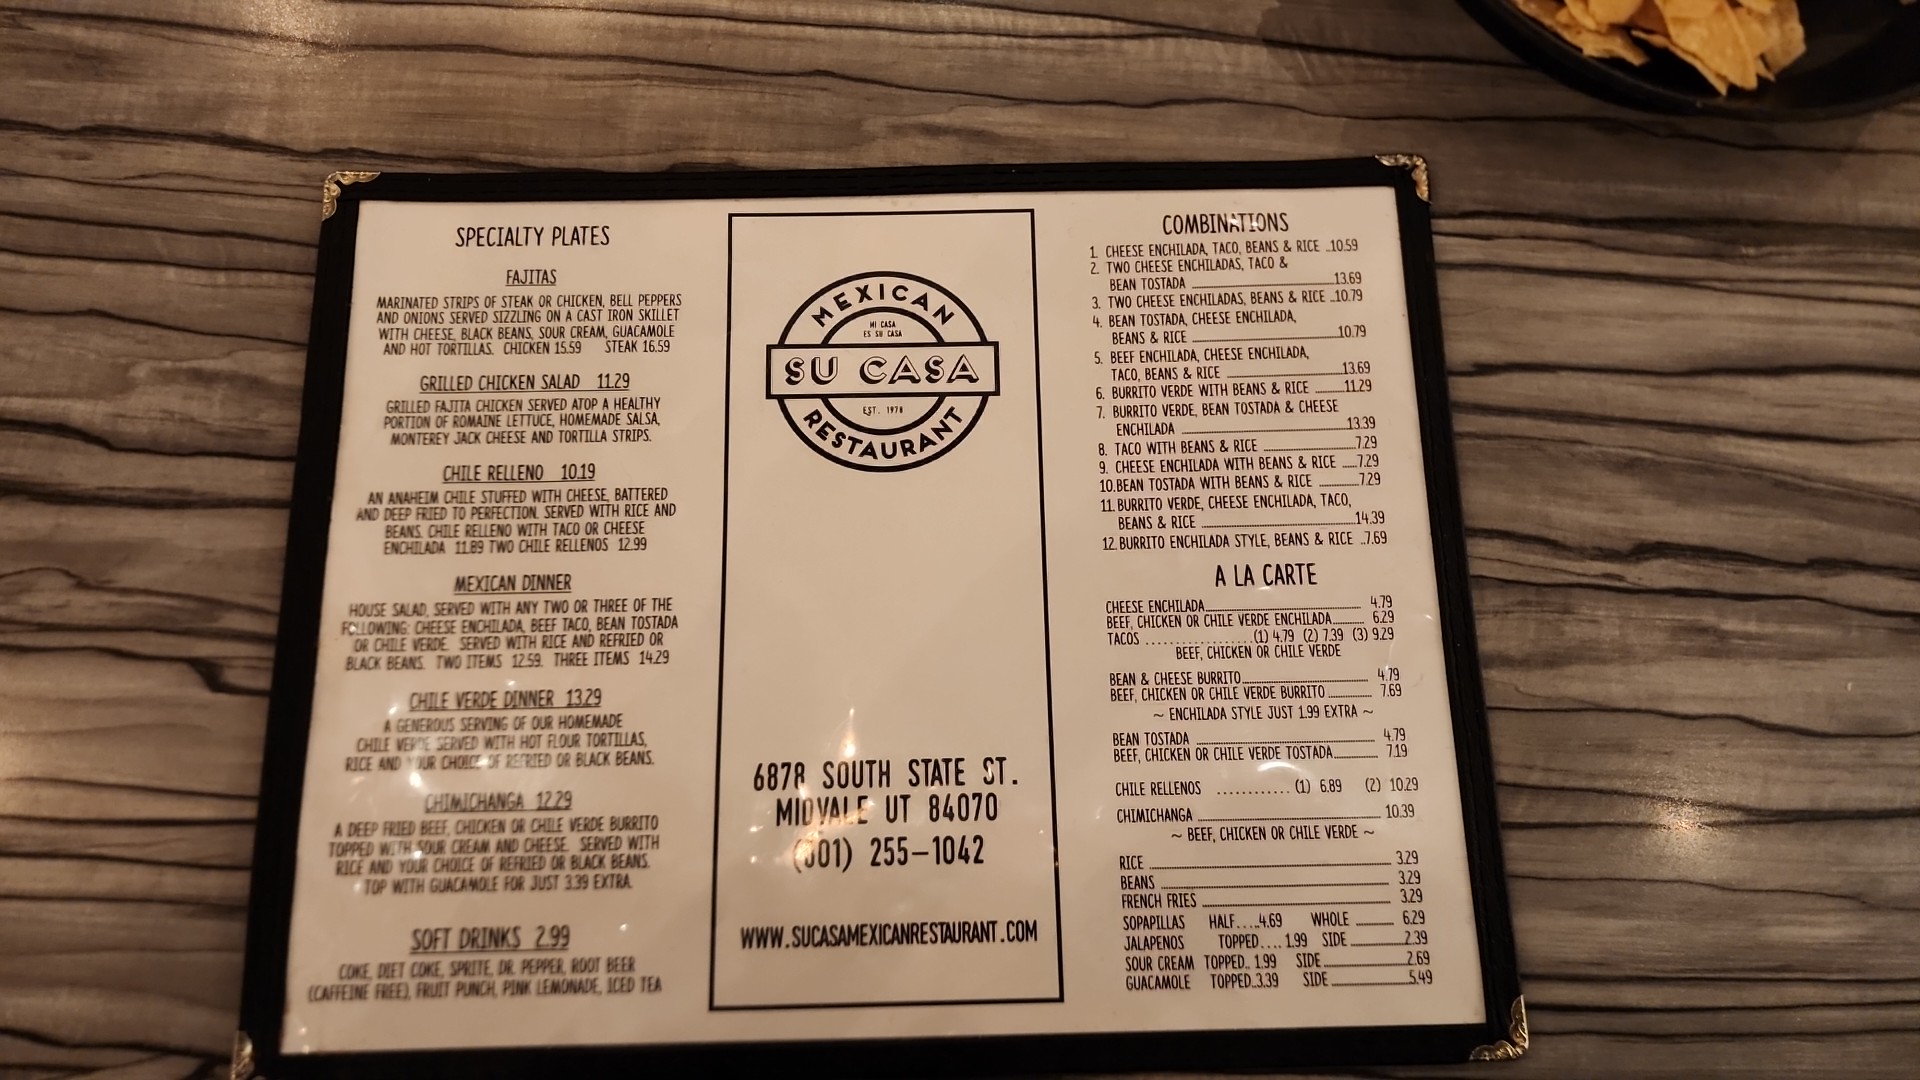 SPECIALTY PLATES
FAJITAS
MARINATED STRIPS OF STEAK OR CHICKEN, BELL PEPPERS
AND ONIONS SERVED SIZZLING ON A CAST IRON SKILLET
WITH CHEESE, BLACK BEANS, SOUR CREAM, GUACAMOLE
AND HOT TORTILLAS. CHICKEN 15.59 STEAK 16.59
GRILLED CHICKEN SALAD 11.29
GRILLED FAJITA CHICKEN SERVED ATOP A HEALTHY
PORTION OF ROMAINE LETTUCE, HOMEMADE SALSA,
MONTEREY JACK CHEESE AND TORTILLA STRIPS.
CHILE RELLENO 10.19
AN ANAHEIM CHILE STUFFED WITH CHEESE, BATTERED
AND DEEP FRIED TO PERFECTION. SERVED WITH RICE AND
BEANS. CHILE RELLENO WITH TACO OR CHEESE
ENCHILADA 11.89 TWO CHILE RELLENOS 12.99
MEXICAN DINNER
HOUSE SALAD, SERVED WITH ANY TWO OR THREE OF THE
FOLLOWING: CHEESE ENCHILADA, BEEF TACO, BEAN TOSTADA
OR CHILE VERDE. SERVED WITH RICE AND REFRIED OR
BLACK BEANS. TWO ITEMS 12.59. THREE ITEMS 14.29
CHILE VERDE DINNER 13.29
A GENEROUS SERVING OF OUR HOMEMADE
CHILE VERDE SERVED WITH HOT FLOUR TORTILLAS,
RICE AND YOUR CHOICE OF REFRIED OR BLACK BEANS.
CHIMICHANGA 12.29
A DEEP FRIED BEEF, CHICKEN OR CHILE VERDE BURRITO
TOPPED WITH SOUR CREAM AND CHEESE. SERVED WITH
RICE AND YOUR CHOICE OF REFRIED OR BLACK BEANS.
TOP WITH GUACAMOLE FOR JUST 3.39 EXTRA.
SOFT DRINKS 2.99
COKE, DIET COKE, SPRITE, DR. PEPPER, ROOT BEER
(CAFFEINE FREE), FRUIT PUNCH, PINK LEMONADE, ICED TEA
MEXICAN
MI CASA
ES SU CASA
SU CASA
EST. 1978
RESTAURANT
6878 SOUTH STATE ST.
MIDVALE UT 84070
(801) 255-1042
WWW.SUCASAMEXICANRESTAURANT.COM
COMBINATIONS
1. CHEESE ENCHILADA, TACO, BEANS & RICE ..10.59
2. TWO CHEESE ENCHILADAS, TACO &
BEAN TOSTADA ..........13.69
3. TWO CHEESE ENCHILADAS, BEANS & RICE ..10.79
4. BEAN TOSTADA, CHEESE ENCHILADA,
BEANS & RICE ..........10.79
5. BEEF ENCHILADA, CHEESE ENCHILADA,
TACO, BEANS & RICE ..........13.69
6. BURRITO VERDE WITH BEANS & RICE ......11.29
7. BURRITO VERDE, BEAN TOSTADA & CHEESE
ENCHILADA ..........13.39
8. TACO WITH BEANS & RICE ..........7.29
9. CHEESE ENCHILADA WITH BEANS & RICE ....7.29
10. BEAN TOSTADA WITH BEANS & RICE ......7.29
11. BURRITO VERDE, CHEESE ENCHILADA, TACO,
BEANS & RICE ..........14.39
12. BURRITO ENCHILADA STYLE, BEANS & RICE ..7.69
A LA CARTE
CHEESE ENCHILADA.......... 4.79
BEEF, CHICKEN OR CHILE VERDE ENCHILADA...... 6.29
TACOS ..................(1) 4.79 (2) 7.39 (3) 9.29
BEEF, CHICKEN OR CHILE VERDE
BEAN & CHEESE BURRITO.......... 4.79
BEEF, CHICKEN OR CHILE VERDE BURRITO ........ 7.69
~ ENCHILADA STYLE JUST 1.99 EXTRA ~
BEAN TOSTADA .......... 4.79
BEEF, CHICKEN OR CHILE VERDE TOSTADA........ 7.19
CHILE RELLENOS ............ (1) 6.89 (2) 10.29
CHIMICHANGA .......... 10.39
~ BEEF, CHICKEN OR CHILE VERDE ~
RICE .......... 3.29
BEANS .......... 3.29
FRENCH FRIES .......... 3.29
SOPAPILLAS HALF.....4.69 WHOLE ........ 6.29
JALAPENOS TOPPED.... 1.99 SIDE ..........2.39
SOUR CREAM TOPPED.. 1.99 SIDE..........2.69
GUACAMOLE TOPPED..3.39 SIDE ..........5.49